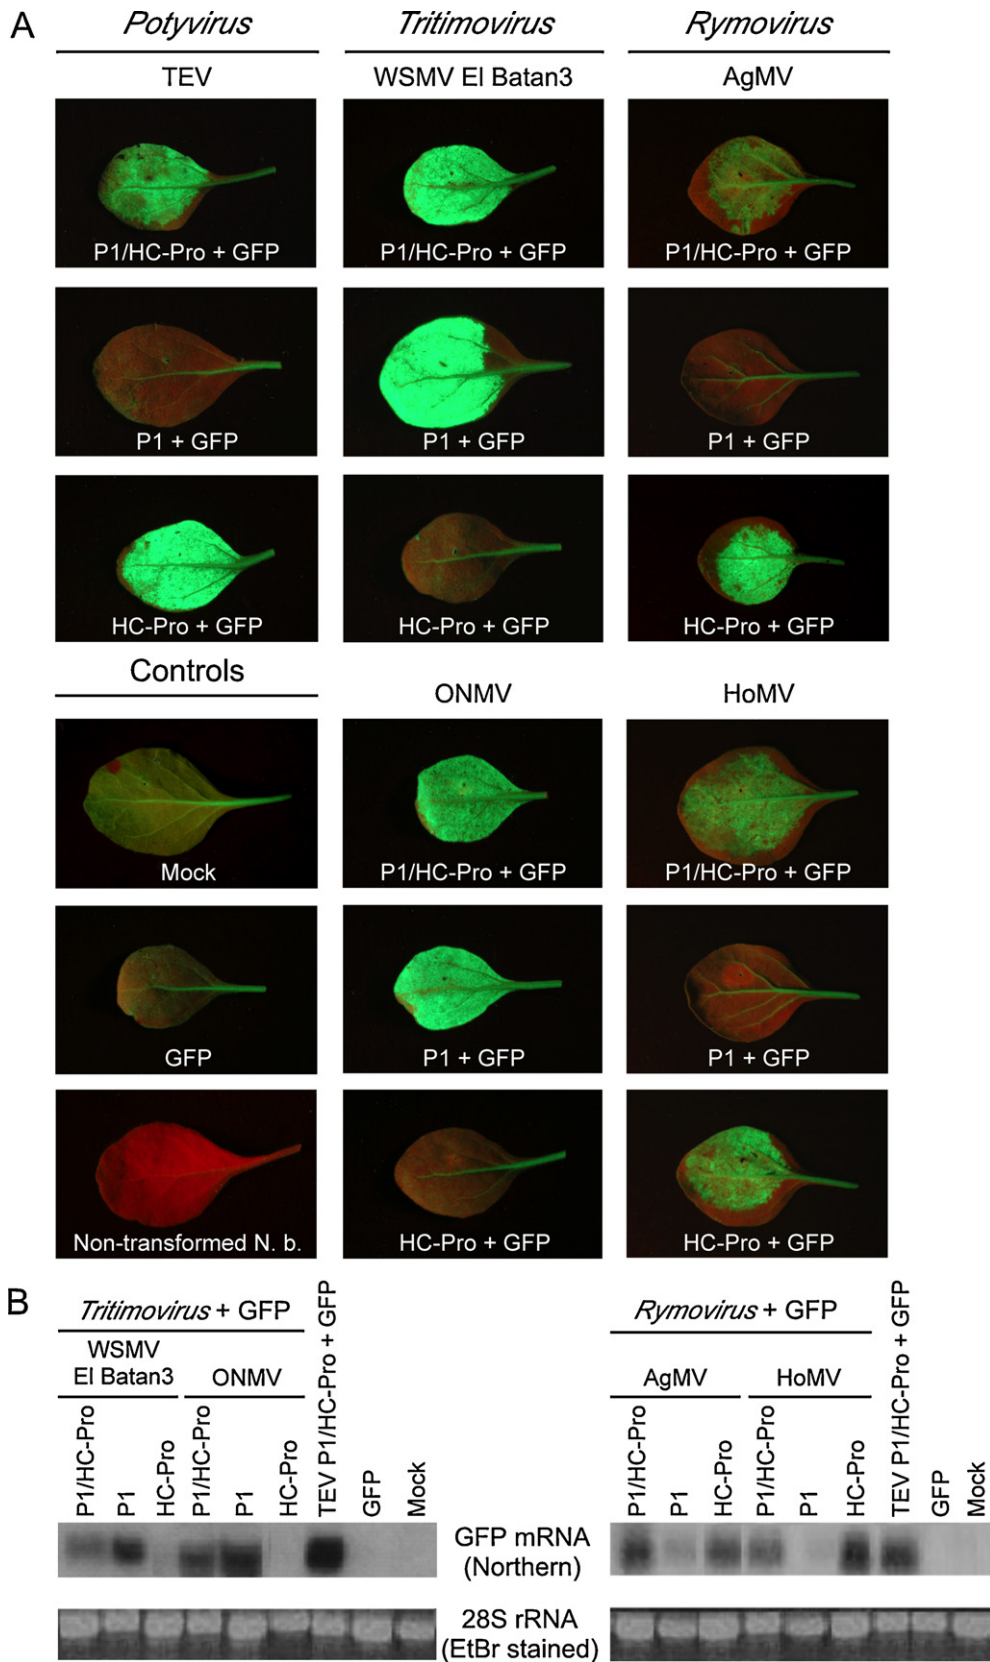 A
Potyvirus
Tritimovirus
Rymovirus
TEV
WSMV El Batan3
AgMV
P1/HC-Pro + GFP
P1/HC-Pro + GFP
P1/HC-Pro + GFP
P1 + GFP
P1 + GFP
P1 + GFP
HC-Pro + GFP
HC-Pro + GFP
HC-Pro + GFP
Controls
ONMV
HoMV
Mock
P1/HC-Pro + GFP
P1/HC-Pro + GFP
GFP
P1 + GFP
P1 + GFP
Non-transformed N. b.
HC-Pro + GFP
HC-Pro + GFP
B
Tritimovirus + GFP
WSMV
El Batan3
ONMV
P1/HC-Pro
P1
HC-Pro
P1/HC-Pro
P1
HC-Pro
TEV P1/HC-Pro + GFP
GFP
Mock
Rymovirus + GFP
AgMV
HoMV
P1/HC-Pro
P1
HC-Pro
P1/HC-Pro
P1
HC-Pro
TEV P1/HC-Pro + GFP
GFP
Mock
GFP mRNA
(Northern)
28S rRNA
(EtBr stained)